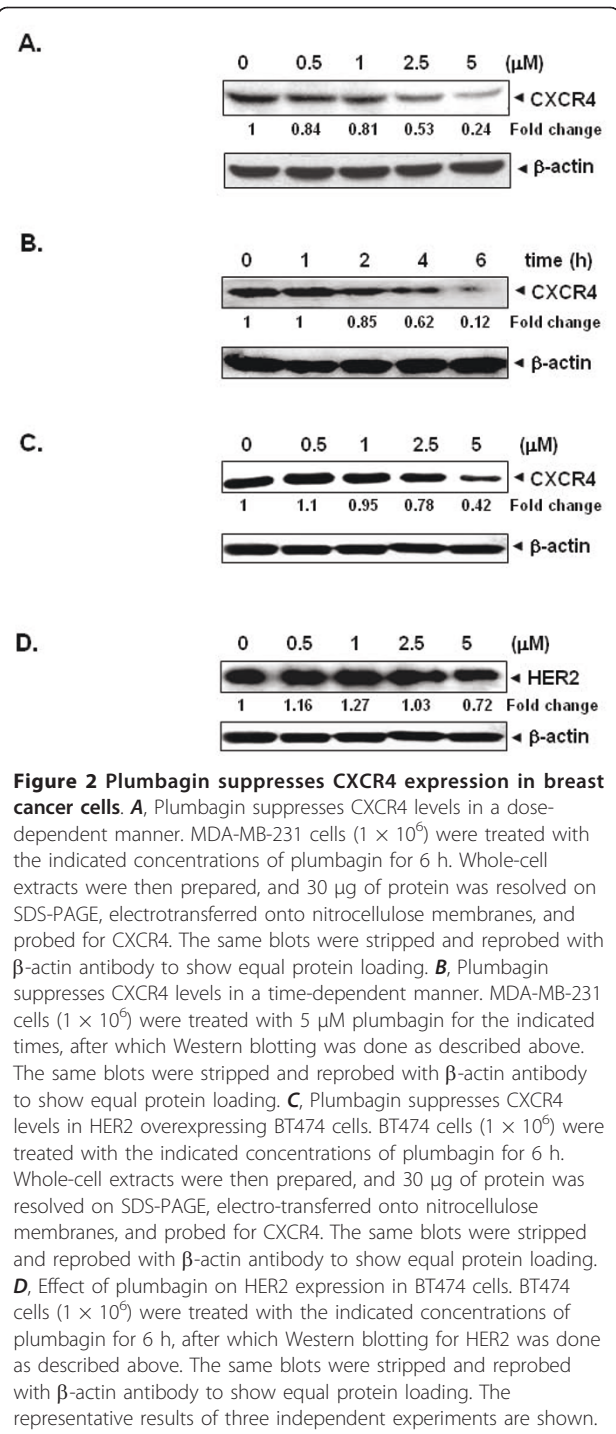 A.
0 0.5 1 2.5 5 (µM)
◄ CXCR4
1 0.84 0.81 0.53 0.24 Fold change
◄ β-actin
B.
0 1 2 4 6 time (h)
◄ CXCR4
1 1 0.85 0.62 0.12 Fold change
◄ β-actin
C.
0 0.5 1 2.5 5 (µM)
◄ CXCR4
1 1.1 0.95 0.78 0.42 Fold change
◄ β-actin
D.
0 0.5 1 2.5 5 (µM)
◄ HER2
1 1.16 1.27 1.03 0.72 Fold change
◄ β-actin
Figure 2 Plumbagin suppresses CXCR4 expression in breast
cancer cells. A, Plumbagin suppresses CXCR4 levels in a dose-
dependent manner. MDA-MB-231 cells (1 × 10⁶) were treated with
the indicated concentrations of plumbagin for 6 h. Whole-cell
extracts were then prepared, and 30 µg of protein was resolved on
SDS-PAGE, electrotransferred onto nitrocellulose membranes, and
probed for CXCR4. The same blots were stripped and reprobed with
β-actin antibody to show equal protein loading. B, Plumbagin
suppresses CXCR4 levels in a time-dependent manner. MDA-MB-231
cells (1 × 10⁶) were treated with 5 µM plumbagin for the indicated
times, after which Western blotting was done as described above.
The same blots were stripped and reprobed with β-actin antibody
to show equal protein loading. C, Plumbagin suppresses CXCR4
levels in HER2 overexpressing BT474 cells. BT474 cells (1 × 10⁶) were
treated with the indicated concentrations of plumbagin for 6 h.
Whole-cell extracts were then prepared, and 30 µg of protein was
resolved on SDS-PAGE, electro-transferred onto nitrocellulose
membranes, and probed for CXCR4. The same blots were stripped
and reprobed with β-actin antibody to show equal protein loading.
D, Effect of plumbagin on HER2 expression in BT474 cells. BT474
cells (1 × 10⁶) were treated with the indicated concentrations of
plumbagin for 6 h, after which Western blotting for HER2 was done
as described above. The same blots were stripped and reprobed
with β-actin antibody to show equal protein loading. The
representative results of three independent experiments are shown.